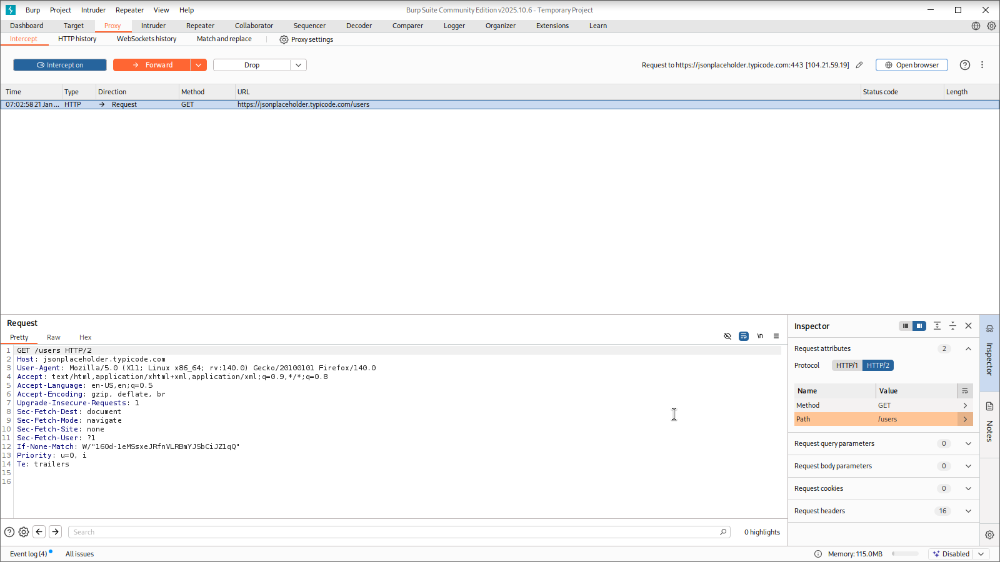 Burp Project Intruder Repeater View Help Burp Suite Community Edition v2025.10.6 - Temporary Project
Dashboard Target Proxy Intruder Repeater Collaborator Sequencer Decoder Comparer Logger Organizer Extensions Learn
Intercept HTTP history WebSockets history Match and replace Proxy settings
Intercept on Forward Drop Request to https://jsonplaceholder.typicode.com:443 [104.21.59.19] Open browser
Time Type Direction Method URL Status code Length
07:02:58 21 Jan ... HTTP Request GET https://jsonplaceholder.typicode.com/users
Request
Pretty Raw Hex \n
1 GET /users HTTP/2
2 Host: jsonplaceholder.typicode.com
3 User-Agent: Mozilla/5.0 (X11; Linux x86_64; rv:140.0) Gecko/20100101 Firefox/140.0
4 Accept: text/html,application/xhtml+xml,application/xml;q=0.9,*/*;q=0.8
5 Accept-Language: en-US,en;q=0.5
6 Accept-Encoding: gzip, deflate, br
7 Upgrade-Insecure-Requests: 1
8 Sec-Fetch-Dest: document
9 Sec-Fetch-Mode: navigate
10 Sec-Fetch-Site: none
11 Sec-Fetch-User: ?1
12 If-None-Match: W/"160d-1eMSsxeJRfnVLRBmYJSbCiJZ1qQ"
13 Priority: u=0, i
14 Te: trailers
15
16
Search 0 highlights
Inspector
Request attributes 2
Protocol HTTP/1 HTTP/2
Name Value
Method GET
Path /users
Request query parameters 0
Request body parameters 0
Request cookies 0
Request headers 16
Inspector
Notes
Event log (4) All issues Memory: 115.0MB Disabled